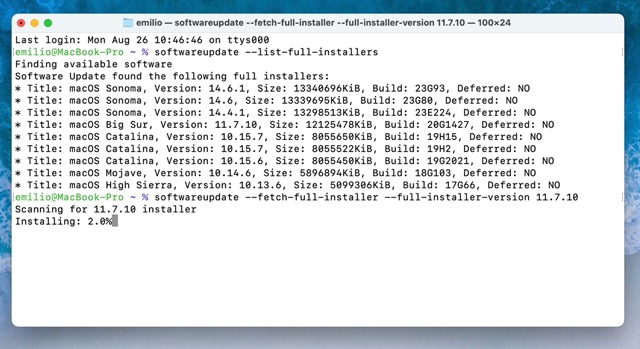 emilio — softwareupdate --fetch-full-installer --full-installer-version 11.7.10 — 100×24
Last login: Mon Aug 26 10:46:46 on ttys000
emilio@MacBook-Pro ~ % softwareupdate --list-full-installers
Finding available software
Software Update found the following full installers:
* Title: macOS Sonoma, Version: 14.6.1, Size: 13340696KiB, Build: 23G93, Deferred: NO
* Title: macOS Sonoma, Version: 14.6, Size: 13339695KiB, Build: 23G80, Deferred: NO
* Title: macOS Sonoma, Version: 14.4.1, Size: 13298513KiB, Build: 23E224, Deferred: NO
* Title: macOS Big Sur, Version: 11.7.10, Size: 12125478KiB, Build: 20G1427, Deferred: NO
* Title: macOS Catalina, Version: 10.15.7, Size: 8055650KiB, Build: 19H15, Deferred: NO
* Title: macOS Catalina, Version: 10.15.7, Size: 8055522KiB, Build: 19H2, Deferred: NO
* Title: macOS Catalina, Version: 10.15.6, Size: 8055450KiB, Build: 19G2021, Deferred: NO
* Title: macOS Mojave, Version: 10.14.6, Size: 5896894KiB, Build: 18G103, Deferred: NO
* Title: macOS High Sierra, Version: 10.13.6, Size: 5099306KiB, Build: 17G66, Deferred: NO
emilio@MacBook-Pro ~ % softwareupdate --fetch-full-installer --full-installer-version 11.7.10
Scanning for 11.7.10 installer
Installing: 2.0%